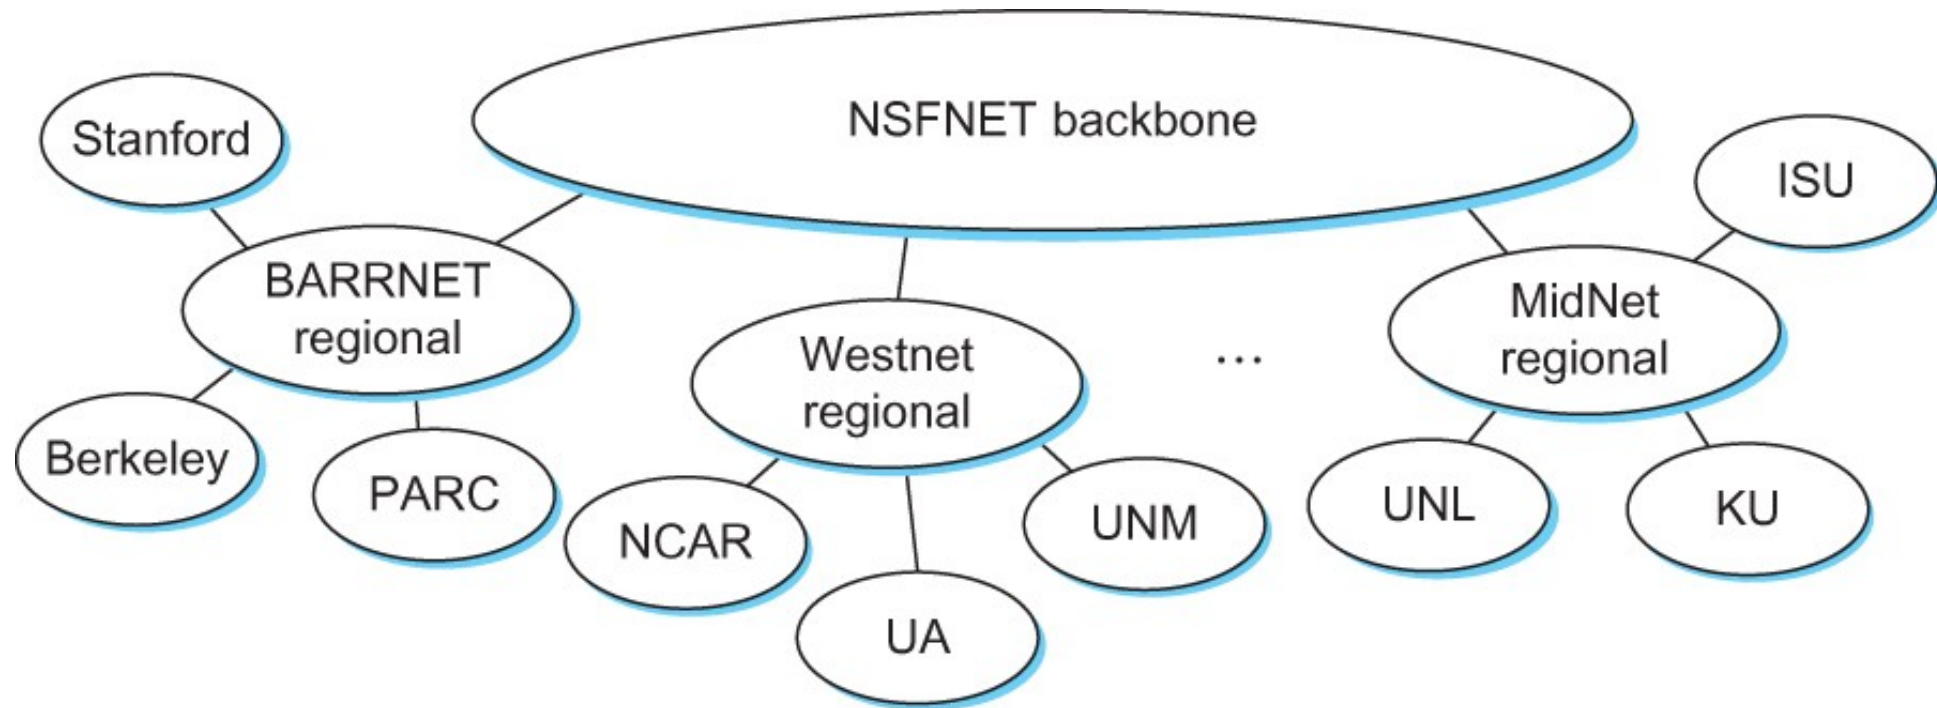 NSFNET backbone
Stanford
ISU
BARRNET
regional
MidNet
regional
Westnet
regional
...
Berkeley
PARC
NCAR
UNM
UNL
KU
UA